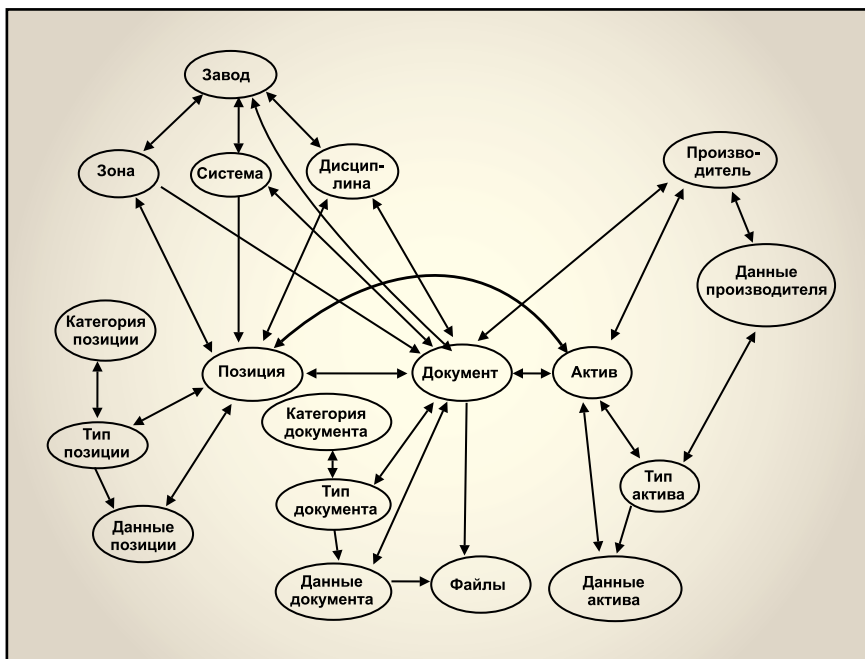 Завод
Зона
Система
Дисцип-
лина
Произво-
дитель
Данные
производителя
Категория
позиции
Позиция
Документ
Актив
Категория
документа
Тип
позиции
Тип
документа
Тип
актива
Данные
позиции
Данные
документа
Файлы
Данные
актива